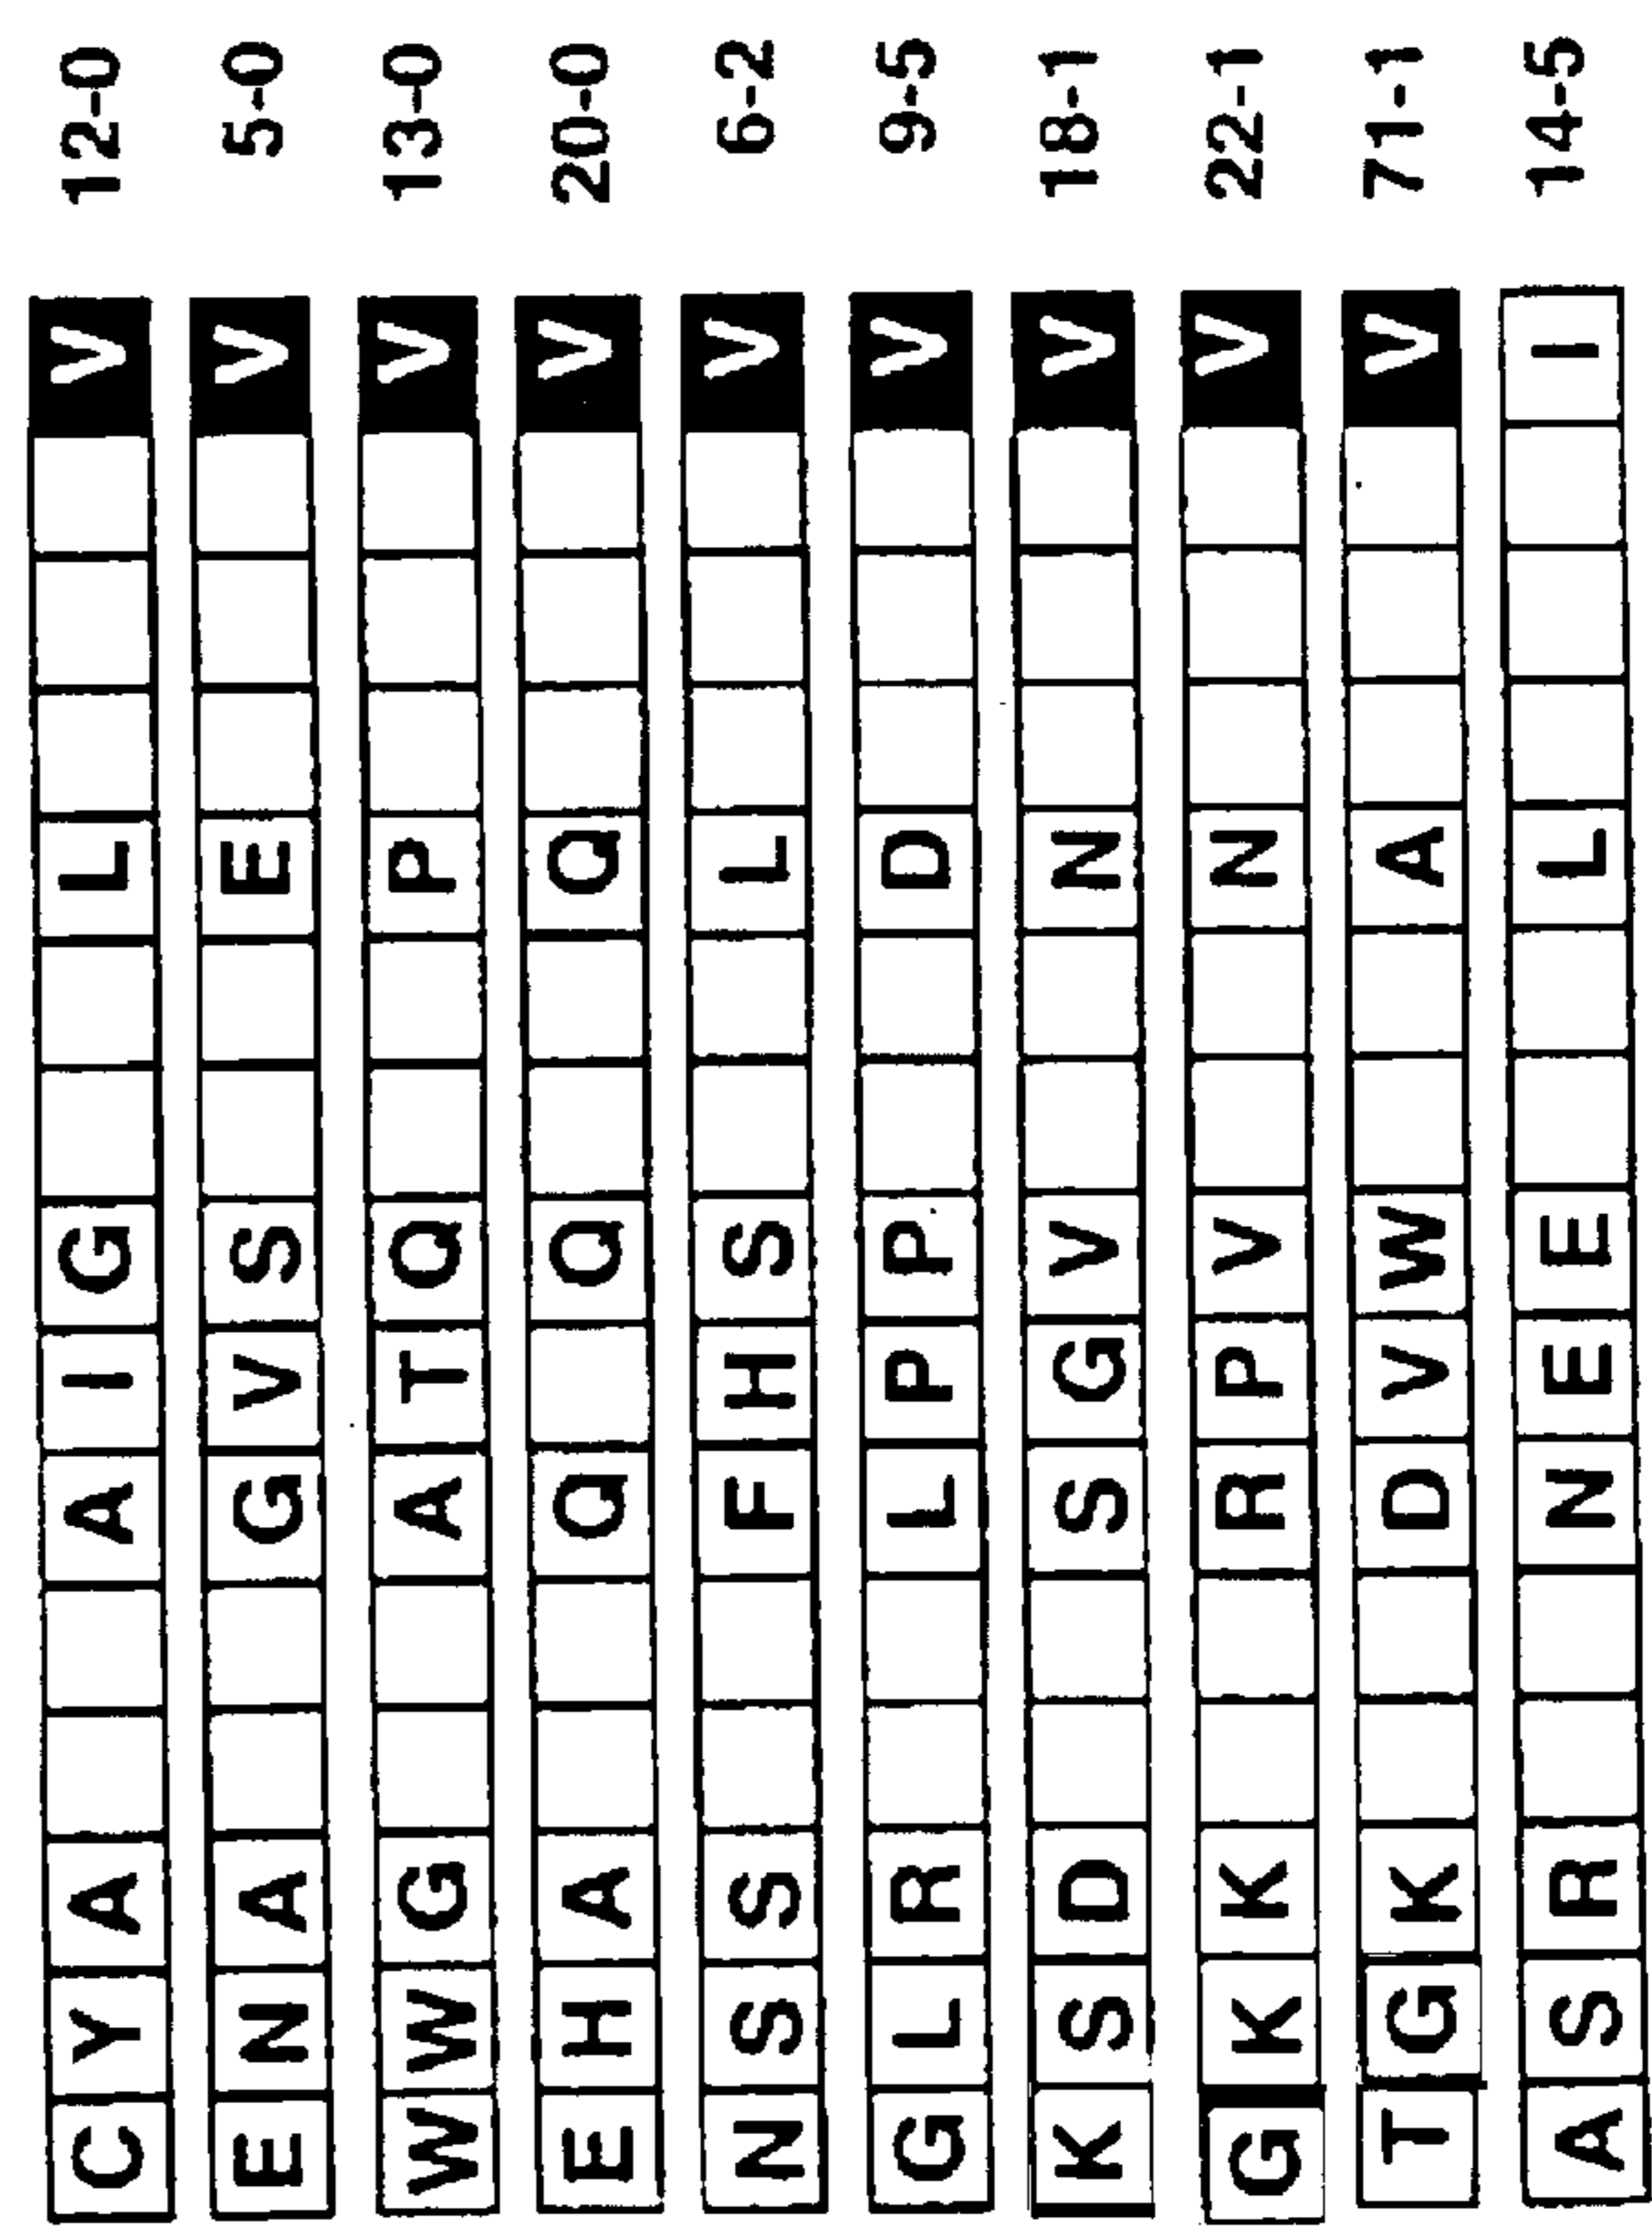 C Y A A I G L V 12-0
E N A G V S E V 5-0
W W G A T Q P V 13-0
E H A Q Q Q V 20-0
N S S F H S L V 6-2
G L R L P P D V 9-5
K S D S G V N V 18-1
G K K R P V N V 22-1
T G K D V W A V 71-1
A S R N E E L I 14-5